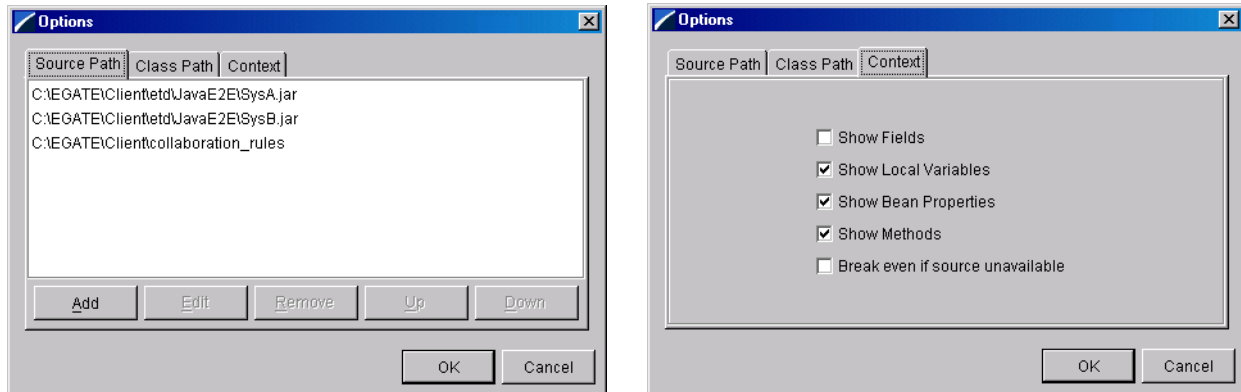 Options
Source Path Class Path Context
C:\EGATE\Client\etd\JavaE2E\SysA.jar
C:\EGATE\Client\etd\JavaE2E\SysB.jar
C:\EGATE\Client\collaboration_rules
Add Edit Remove Up Down
OK Cancel
Options
Source Path Class Path Context
Show Fields
Show Local Variables
Show Bean Properties
Show Methods
Break even if source unavailable
OK Cancel